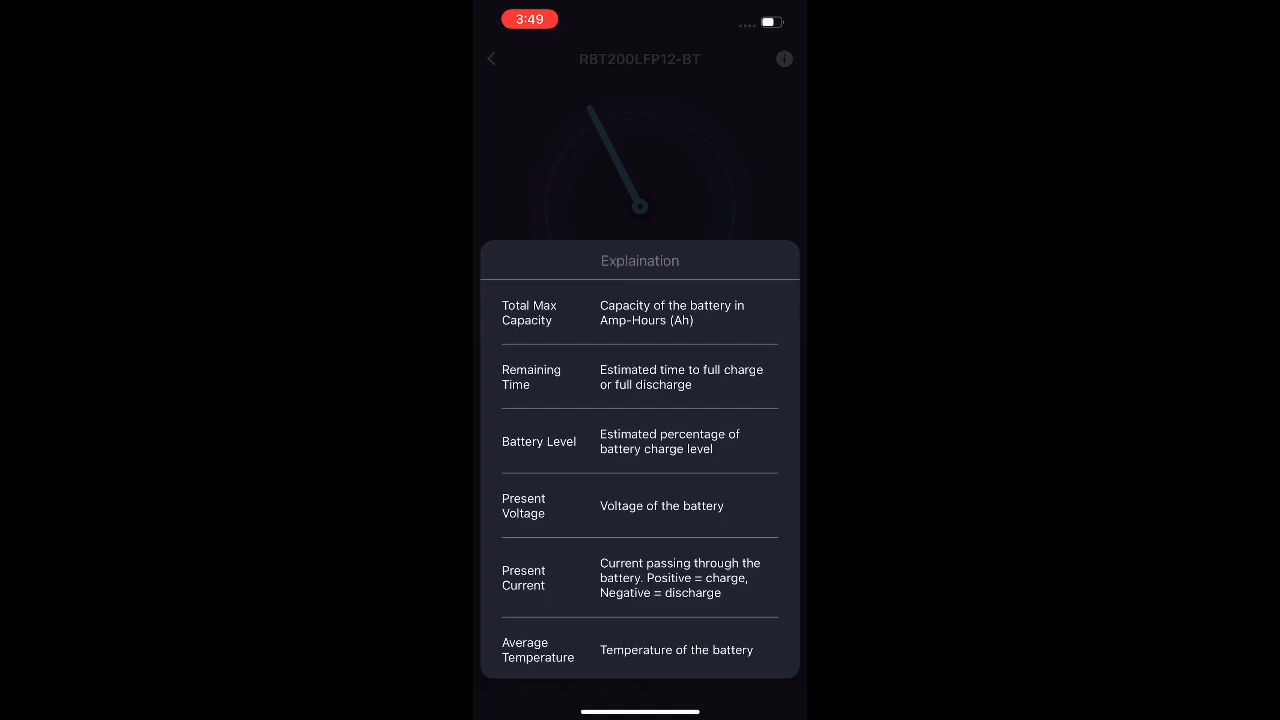 3:49
RBT200LFP12-BT
Explaination
Total Max
Capacity
Capacity of the battery in
Amp-Hours (Ah)
Remaining
Time
Estimated time to full charge
or full discharge
Battery Level
Estimated percentage of
battery charge level
Present
Voltage
Voltage of the battery
Present
Current
Current passing through the
battery. Positive = charge,
Negative = discharge
Average
Temperature
Temperature of the battery